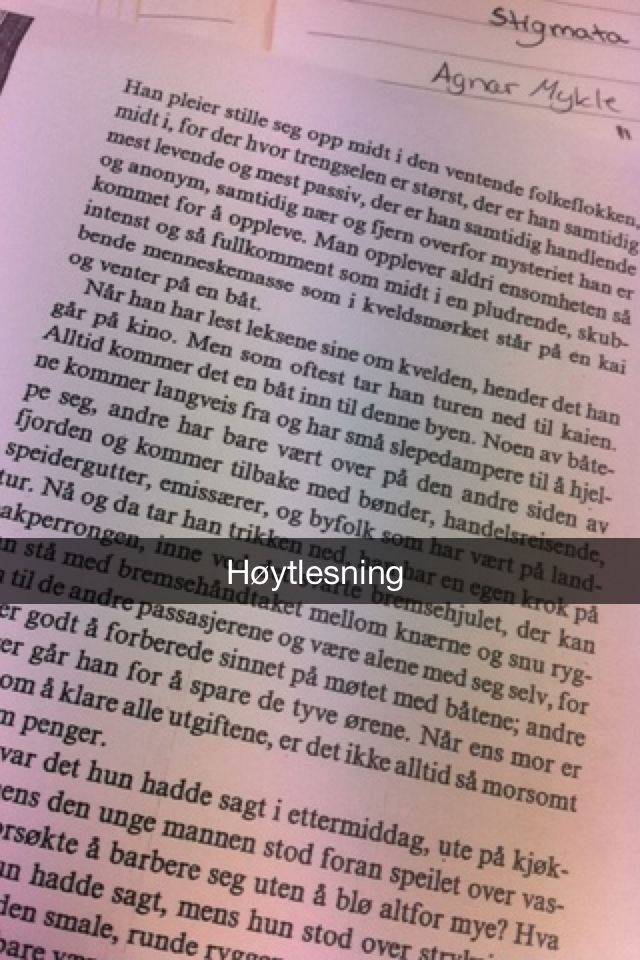 Stigmata
Agnar Mykle
Han pleier stille seg opp midt i den ventende folkeflokken,
midt i, for der hvor trengselen er størst, der er han samtidig
mest levende og mest passiv, der er han samtidig handlende
og anonym, samtidig nær og fjern overfor mysteriet han er
kommet for å oppleve. Man opplever aldri ensomheten så
intenst og så fullkomment som midt i en pludrende, skub-
bende menneskemasse som i kveldsmørket står på en kai
og venter på en båt.
Når han har lest leksene sine om kvelden, hender det han
går på kino. Men som oftest tar han turen ned til kaien.
Alltid kommer det en båt inn til denne byen. Noen av båte-
ne kommer langveis fra og har små slepedampere til å hjel-
pe seg, andre har bare vært over på den andre siden av
fjorden og kommer tilbake med bønder, handelsreisende,
speidergutter, emissærer, og byfolk som har vært på land-
tur. Nå og da tar han trikken ned, han har en egen krok på
akperrongen, inne ved bremsehjulet, der kan
Høytlesning
n stå med bremsehåndtaket mellom knærne og snu ryg-
til de andre passasjerene og være alene med seg selv, for
er godt å forberede sinnet på møtet med båtene; andre
er går han for å spare de tyve ørene. Når ens mor er
om å klare alle utgiftene, er det ikke alltid så morsomt
m penger.
var det hun hadde sagt i ettermiddag, ute på kjøk-
ens den unge mannen stod foran speilet over vas-
rsøkte å barbere seg uten å blø altfor mye? Hva
un hadde sagt, mens hun stod over
den smale, runde
bare